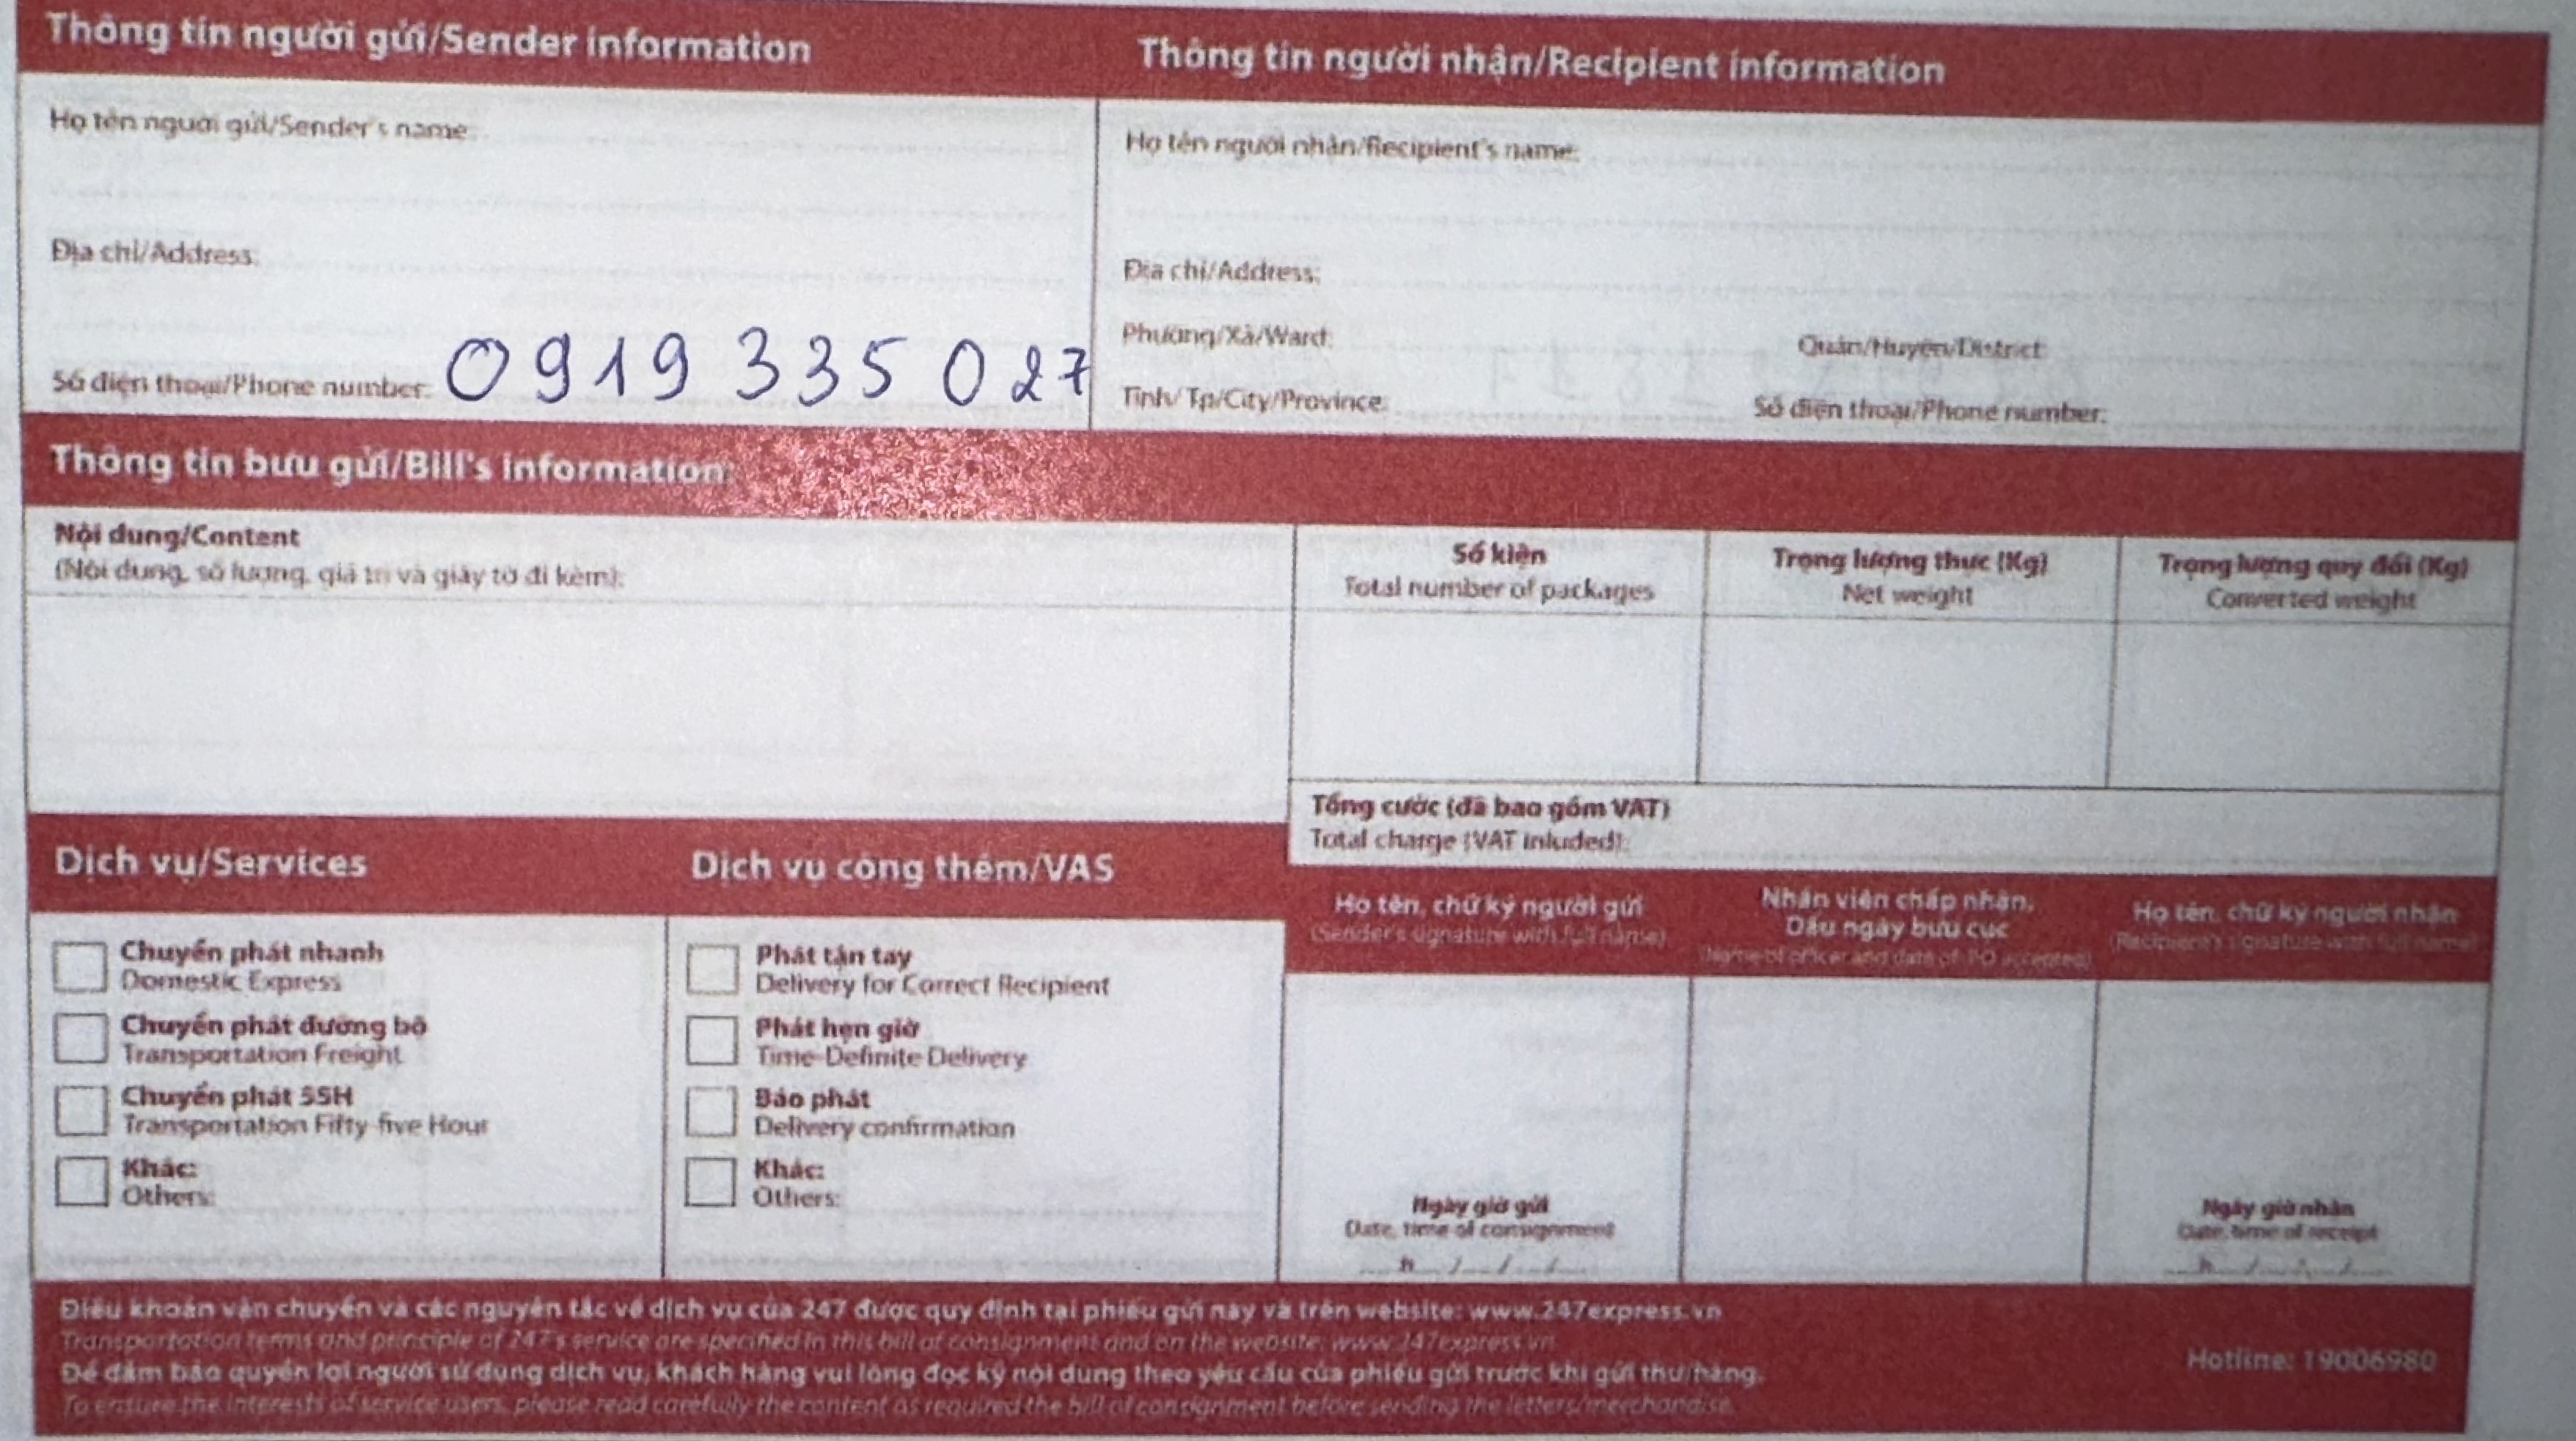 Thông tin người gửi/Sender information
Thông tin người nhận/Recipient information
Họ tên người gửi/Sender's name:
Họ tên người nhận/Recipient's name:
Địa chỉ/Address:
Địa chỉ/Address:
Phường/Xã/Ward:
Quận/Huyện/District:
Số điện thoại/Phone number: 0919 335 027
Tỉnh/Tp/City/Province:
Số điện thoại/Phone number:
Thông tin bưu gửi/Bill's information:
Nội dung/Content
(Nội dung, số lượng, giá trị và giấy tờ đi kèm):
Số kiện
Total number of packages
Trọng lượng thực (Kg)
Net weight
Trọng lượng quy đổi (Kg)
Converted weight
Tổng cước (đã bao gồm VAT)
Total charge (VAT inluded):
Dịch vụ/Services
Dịch vụ cộng thêm/VAS
Họ tên, chữ ký người gửi
(Sender's signature with full name)
Nhân viên chấp nhận,
Dấu ngày bưu cục
(Name of officer and date of PO accepted)
Họ tên, chữ ký người nhận
(Recipient's signature with full name)
Chuyển phát nhanh
Domestic Express
Chuyển phát đường bộ
Transportation Freight
Chuyển phát 55H
Transportation Fifty-five Hour
Khác:
Others:
Phát tận tay
Delivery for Correct Recipient
Phát hẹn giờ
Time-Definite Delivery
Báo phát
Delivery confirmation
Khác:
Others:
Ngày giờ gửi
Date, time of consignment
....h..../..../..../....
Ngày giờ nhận
Date, time of receipt
....h..../..../..../....
Điều khoản vận chuyển và các nguyên tắc về dịch vụ của 247 được quy định tại phiếu gửi này và trên website: www.247express.vn
Transportation terms and principle of 247's service are specified in this bill of consignment and on the website: www.247express.vn
Để đảm bảo quyền lợi người sử dụng dịch vụ, khách hàng vui lòng đọc kỹ nội dung theo yêu cầu của phiếu gửi trước khi gửi thư/hàng.
To ensure the interests of service users, please read carefully the content as required the bill of consignment before sending the letters/merchandise.
Hotline: 19006980